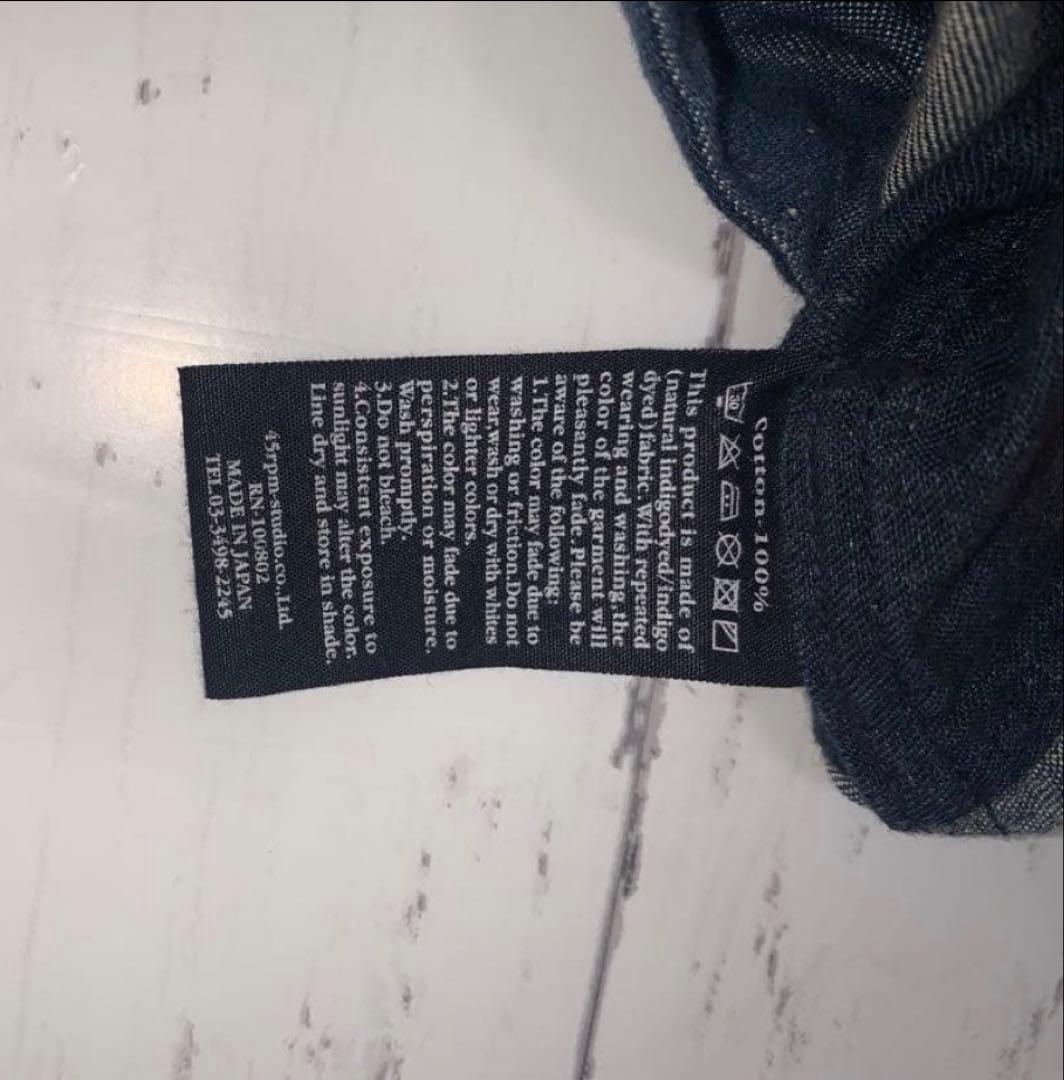 Cotton-100%
30
This product is made of
(natural indigodyed/indigo
dyed)fabric.With repeated
wearing and washing,the
color of the garment will
pleasantly fade.Please be
aware of the following:
1.The color may fade due to
washing or friction.Do not
wear,wash or dry with whites
or lighter colors.
2.The color may fade due to
perspiration or moisture.
Wash promptly.
3.Do not bleach.
4.Consistent exposure to
sunlight may alter the color.
Line dry and store in shade.
45rpm-studio.co.,Ltd.
RN-100802
MADE IN JAPAN
TEL.03-3498-2245